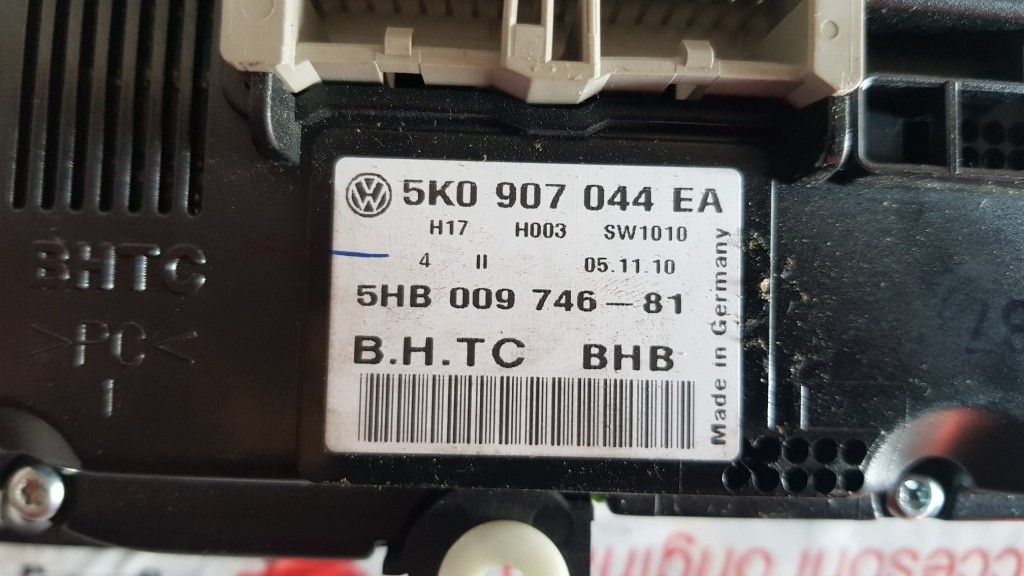 5K0 907 044 EA
H17 H003 SW1010
4 II 05.11.10
5HB 009 746-81
B.H.TC BHB
Made in Germany
BHTC
>PC<